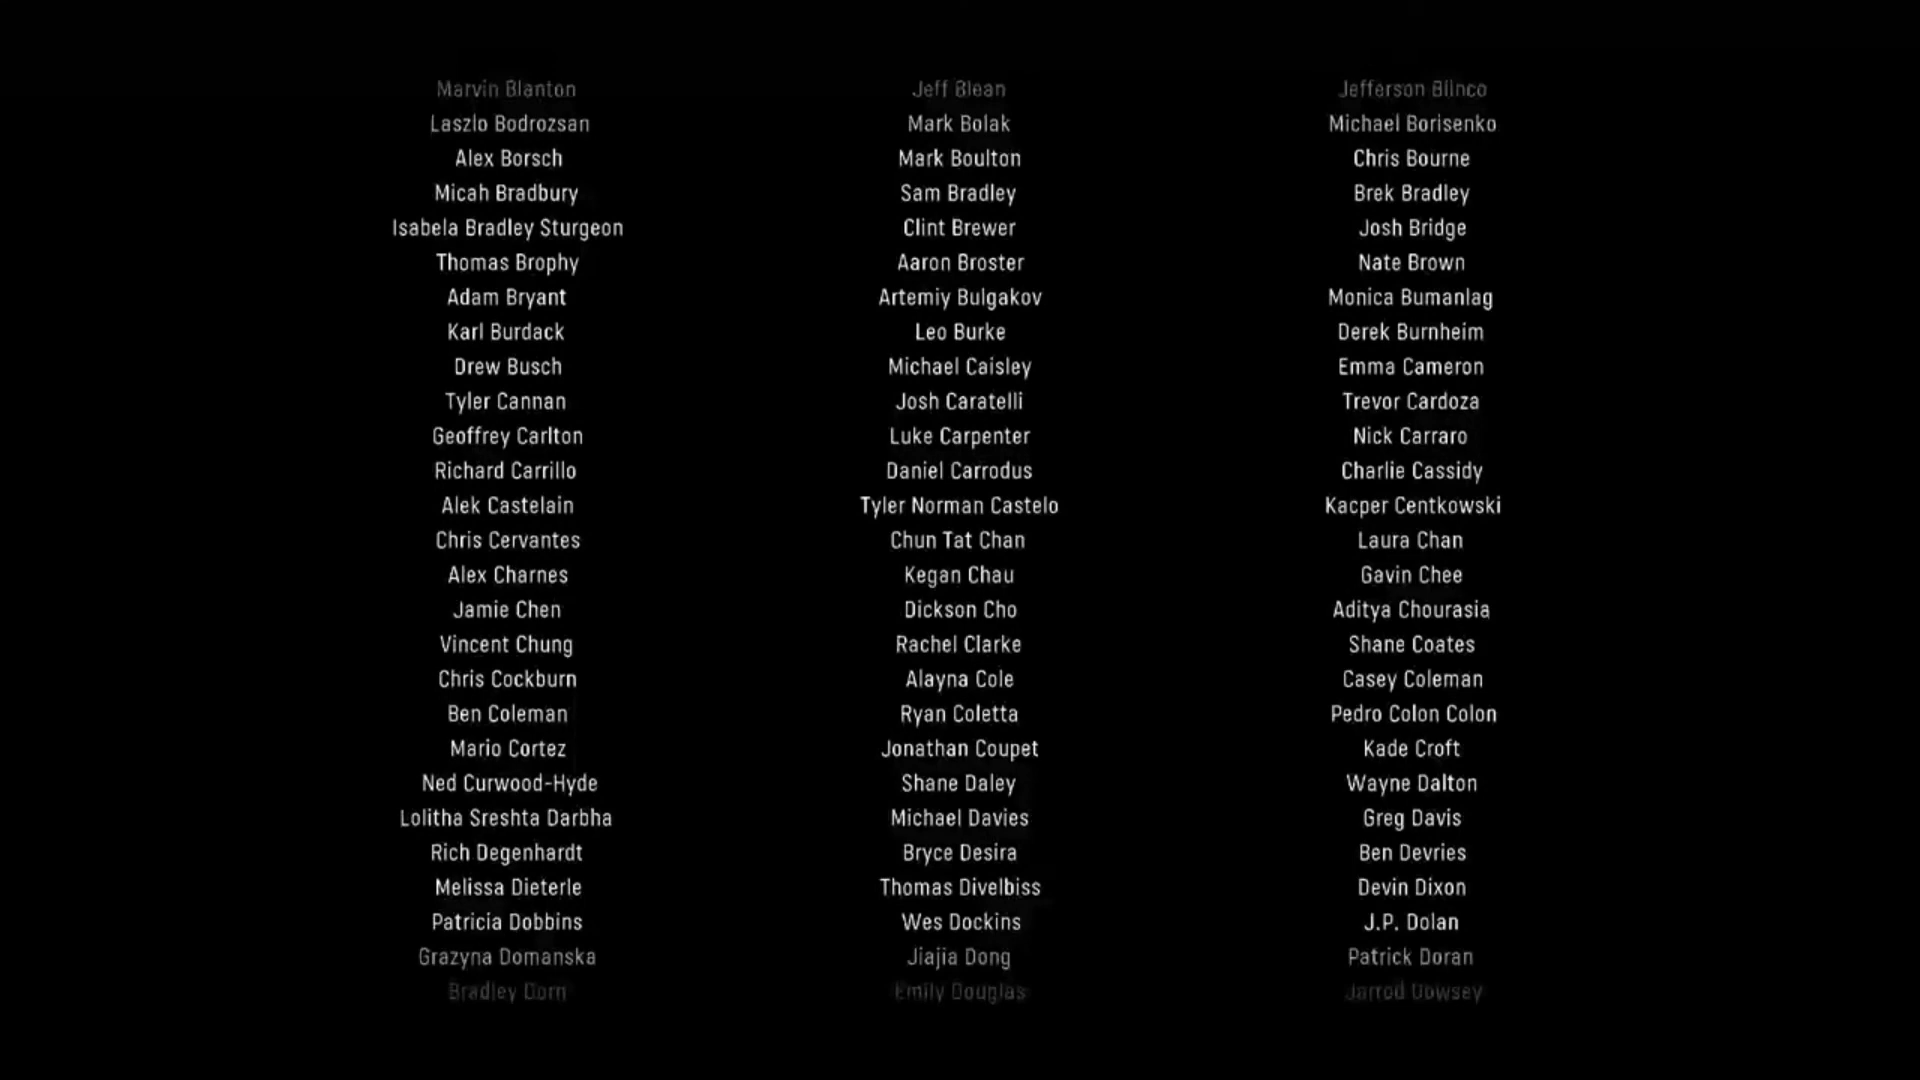 Marvin Blanton Jeff Blean Jefferson Blinco
Laszlo Bodrozsan Mark Bolak Michael Borisenko
Alex Borsch Mark Boulton Chris Bourne
Micah Bradbury Sam Bradley Brek Bradley
Isabela Bradley Sturgeon Clint Brewer Josh Bridge
Thomas Brophy Aaron Broster Nate Brown
Adam Bryant Artemiy Bulgakov Monica Bumanlag
Karl Burdack Leo Burke Derek Burnheim
Drew Busch Michael Caisley Emma Cameron
Tyler Cannan Josh Caratelli Trevor Cardoza
Geoffrey Carlton Luke Carpenter Nick Carraro
Richard Carrillo Daniel Carrodus Charlie Cassidy
Alek Castelain Tyler Norman Castelo Kacper Centkowski
Chris Cervantes Chun Tat Chan Laura Chan
Alex Charnes Kegan Chau Gavin Chee
Jamie Chen Dickson Cho Aditya Chourasia
Vincent Chung Rachel Clarke Shane Coates
Chris Cockburn Alayna Cole Casey Coleman
Ben Coleman Ryan Coletta Pedro Colon Colon
Mario Cortez Jonathan Coupet Kade Croft
Ned Curwood-Hyde Shane Daley Wayne Dalton
Lolitha Sreshta Darbha Michael Davies Greg Davis
Rich Degenhardt Bryce Desira Ben Devries
Melissa Dieterle Thomas Divelbiss Devin Dixon
Patricia Dobbins Wes Dockins J.P. Dolan
Grazyna Domanska Jiajia Dong Patrick Doran
Bradley Dorn Emily Douglas Jarrod Dowsey